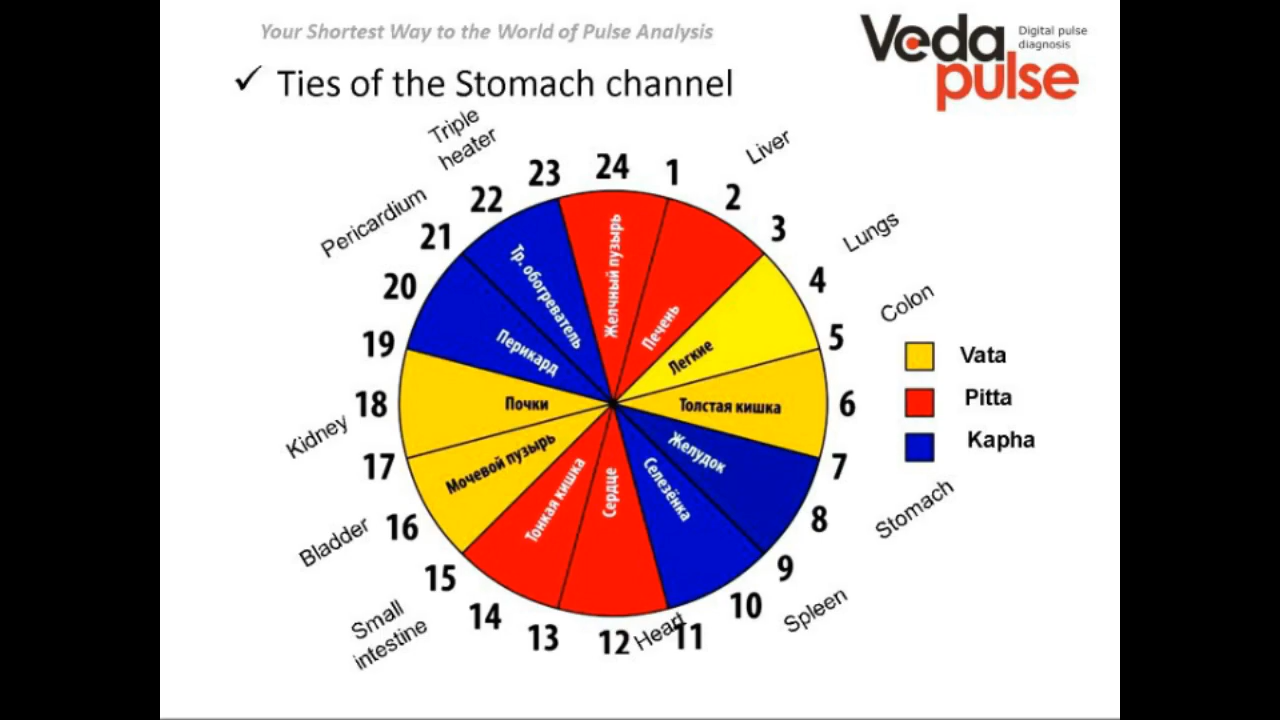 Your Shortest Way to the World of Pulse Analysis
Veda
pulse
Digital pulse
diagnosis
✓ Ties of the Stomach channel
Triple
heater
Liver
Pericardium
Lungs
Colon
23
24
1
22
2
21
3
20
4
19
5
18
6
17
7
16
8
15
9
14
10
13
12
11
Желчный пузырь
Печень
Легкие
Толстая кишка
Желудок
Селезёнка
Сердце
Тонкая кишка
Мочевой пузырь
Почки
Перикард
Тр. обогреватель
Vata
Pitta
Kapha
Kidney
Stomach
Bladder
Spleen
Small
intestine
Heart